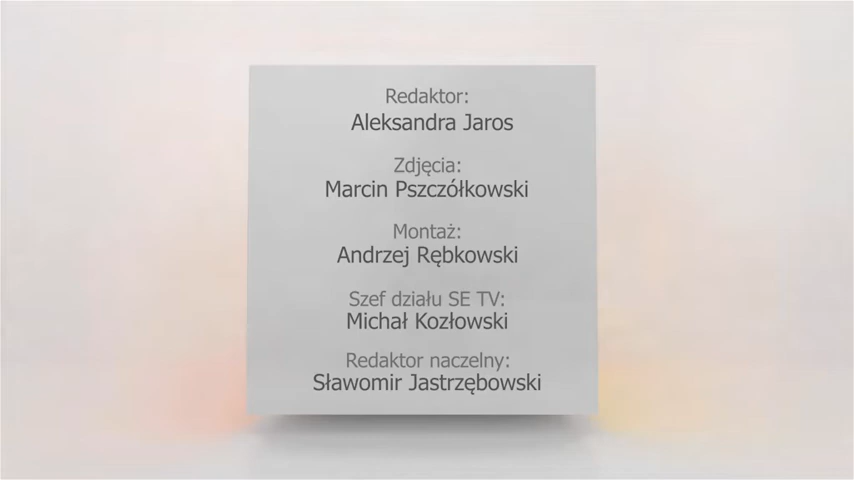 Redaktor:
Aleksandra Jaros
Zdjęcia:
Marcin Pszczółkowski
Montaż:
Andrzej Rębkowski
Szef działu SE TV:
Michał Kozłowski
Redaktor naczelny:
Sławomir Jastrzębowski